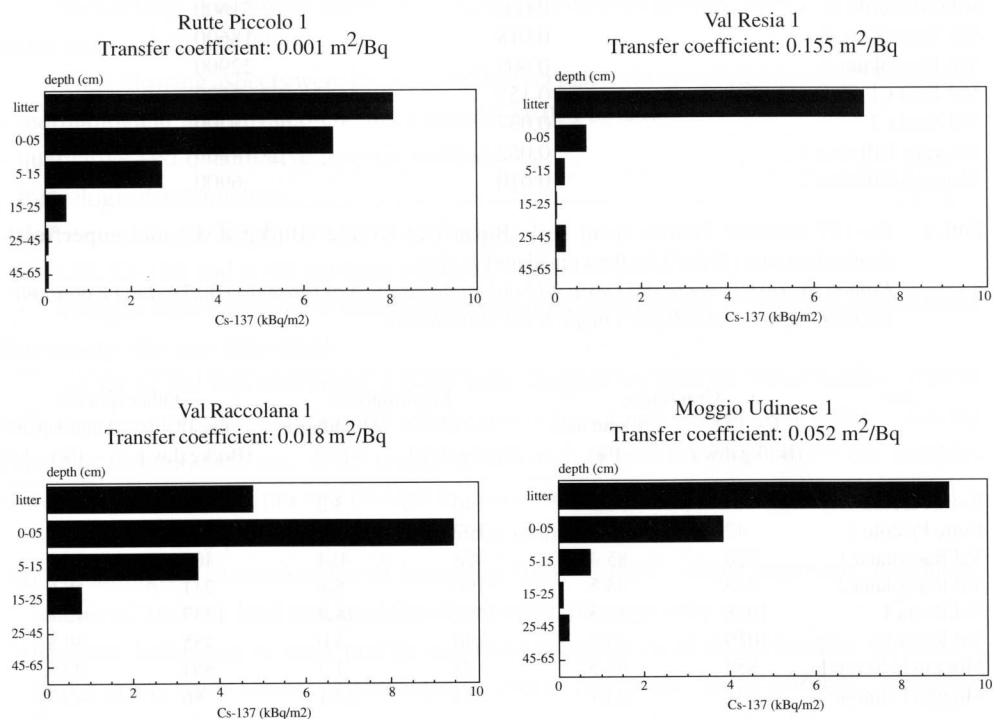 Rutte Piccolo 1
Transfer coefficient: 0.001 m²/Bq
depth (cm)
litter
0-05
5-15
15-25
25-45
45-65
0 2 4 6 8 10
Cs-137 (kBq/m2)
Val Resia 1
Transfer coefficient: 0.155 m²/Bq
depth (cm)
litter
0-05
5-15
15-25
25-45
45-65
0 2 4 6 8 10
Cs-137 (kBq/m2)
Val Raccolana 1
Transfer coefficient: 0.018 m²/Bq
depth (cm)
litter
0-05
5-15
15-25
25-45
45-65
0 2 4 6 8 10
Cs-137 (kBq/m2)
Moggio Udinese 1
Transfer coefficient: 0.052 m²/Bq
depth (cm)
litter
0-05
5-15
15-25
25-45
45-65
0 2 4 6 8 10
Cs-137 (kBq/m2)